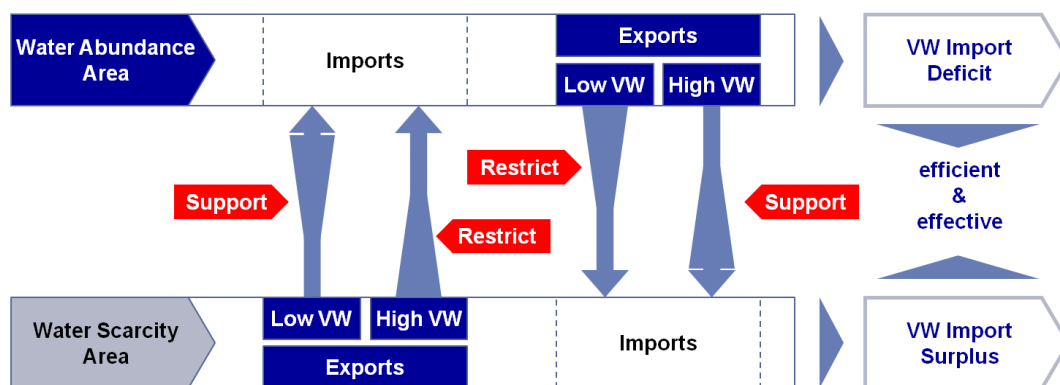 Water Abundance
Area
Imports
Exports
Low VW
High VW
VW Import
Deficit
Restrict
Support
Restrict
Support
efficient
&
effective
Water Scarcity
Area
Low VW
High VW
Exports
Imports
VW Import
Surplus